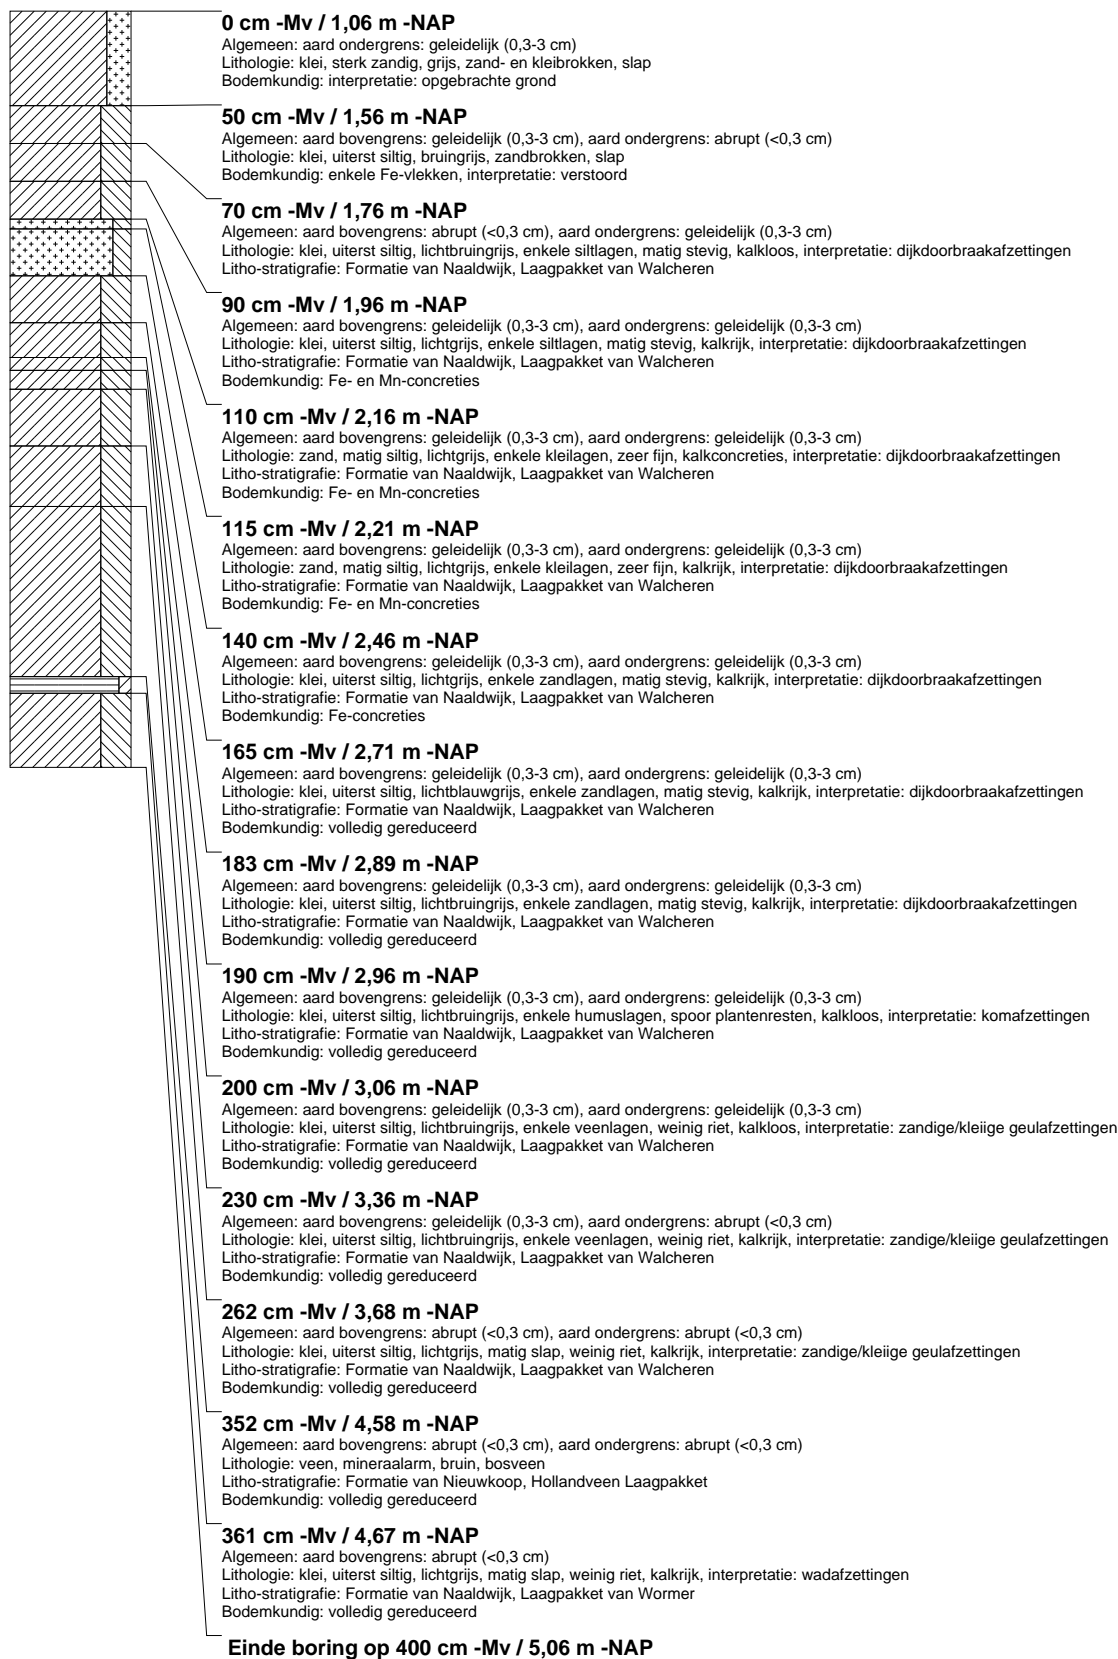 0 cm -Mv / 1,06 m -NAP
Algemeen: aard ondergrens: geleidelijk (0,3-3 cm)
Lithologie: klei, sterk zandig, grijs, zand- en kleibrokken, slap
Bodemkundig: interpretatie: opgebrachte grond
50 cm -Mv / 1,56 m -NAP
Algemeen: aard bovengrens: geleidelijk (0,3-3 cm), aard ondergrens: abrupt (<0,3 cm)
Lithologie: klei, uiterst siltig, bruingrijs, zandbrokken, slap
Bodemkundig: enkele Fe-vlekken, interpretatie: verstoord
70 cm -Mv / 1,76 m -NAP
Algemeen: aard bovengrens: abrupt (<0,3 cm), aard ondergrens: geleidelijk (0,3-3 cm)
Lithologie: klei, uiterst siltig, lichtbruingrijs, enkele siltlagen, matig stevig, kalkloos, interpretatie: dijkdoorbraakafzettingen
Litho-stratigrafie: Formatie van Naaldwijk, Laagpakket van Walcheren
90 cm -Mv / 1,96 m -NAP
Algemeen: aard bovengrens: geleidelijk (0,3-3 cm), aard ondergrens: geleidelijk (0,3-3 cm)
Lithologie: klei, uiterst siltig, lichtgrijs, enkele siltlagen, matig stevig, kalkrijk, interpretatie: dijkdoorbraakafzettingen
Litho-stratigrafie: Formatie van Naaldwijk, Laagpakket van Walcheren
Bodemkundig: Fe- en Mn-concreties
110 cm -Mv / 2,16 m -NAP
Algemeen: aard bovengrens: geleidelijk (0,3-3 cm), aard ondergrens: geleidelijk (0,3-3 cm)
Lithologie: zand, matig siltig, lichtgrijs, enkele kleilagen, zeer fijn, kalkconcreties, interpretatie: dijkdoorbraakafzettingen
Litho-stratigrafie: Formatie van Naaldwijk, Laagpakket van Walcheren
Bodemkundig: Fe- en Mn-concreties
115 cm -Mv / 2,21 m -NAP
Algemeen: aard bovengrens: geleidelijk (0,3-3 cm), aard ondergrens: geleidelijk (0,3-3 cm)
Lithologie: zand, matig siltig, lichtgrijs, enkele kleilagen, zeer fijn, kalkrijk, interpretatie: dijkdoorbraakafzettingen
Litho-stratigrafie: Formatie van Naaldwijk, Laagpakket van Walcheren
Bodemkundig: Fe- en Mn-concreties
140 cm -Mv / 2,46 m -NAP
Algemeen: aard bovengrens: geleidelijk (0,3-3 cm), aard ondergrens: geleidelijk (0,3-3 cm)
Lithologie: klei, uiterst siltig, lichtgrijs, enkele zandlagen, matig stevig, kalkrijk, interpretatie: dijkdoorbraakafzettingen
Litho-stratigrafie: Formatie van Naaldwijk, Laagpakket van Walcheren
Bodemkundig: Fe-concreties
165 cm -Mv / 2,71 m -NAP
Algemeen: aard bovengrens: geleidelijk (0,3-3 cm), aard ondergrens: geleidelijk (0,3-3 cm)
Lithologie: klei, uiterst siltig, lichtblauwgrijs, enkele zandlagen, matig stevig, kalkrijk, interpretatie: dijkdoorbraakafzettingen
Litho-stratigrafie: Formatie van Naaldwijk, Laagpakket van Walcheren
Bodemkundig: volledig gereduceerd
183 cm -Mv / 2,89 m -NAP
Algemeen: aard bovengrens: geleidelijk (0,3-3 cm), aard ondergrens: geleidelijk (0,3-3 cm)
Lithologie: klei, uiterst siltig, lichtbruingrijs, enkele zandlagen, matig stevig, kalkrijk, interpretatie: dijkdoorbraakafzettingen
Litho-stratigrafie: Formatie van Naaldwijk, Laagpakket van Walcheren
Bodemkundig: volledig gereduceerd
190 cm -Mv / 2,96 m -NAP
Algemeen: aard bovengrens: geleidelijk (0,3-3 cm), aard ondergrens: geleidelijk (0,3-3 cm)
Lithologie: klei, uiterst siltig, lichtbruingrijs, enkele humuslagen, spoor plantenresten, kalkloos, interpretatie: komafzettingen
Litho-stratigrafie: Formatie van Naaldwijk, Laagpakket van Walcheren
Bodemkundig: volledig gereduceerd
200 cm -Mv / 3,06 m -NAP
Algemeen: aard bovengrens: geleidelijk (0,3-3 cm), aard ondergrens: geleidelijk (0,3-3 cm)
Lithologie: klei, uiterst siltig, lichtbruingrijs, enkele veenlagen, weinig riet, kalkloos, interpretatie: zandige/kleiige geulafzettingen
Litho-stratigrafie: Formatie van Naaldwijk, Laagpakket van Walcheren
Bodemkundig: volledig gereduceerd
230 cm -Mv / 3,36 m -NAP
Algemeen: aard bovengrens: geleidelijk (0,3-3 cm), aard ondergrens: abrupt (<0,3 cm)
Lithologie: klei, uiterst siltig, lichtbruingrijs, enkele veenlagen, weinig riet, kalkrijk, interpretatie: zandige/kleiige geulafzettingen
Litho-stratigrafie: Formatie van Naaldwijk, Laagpakket van Walcheren
Bodemkundig: volledig gereduceerd
262 cm -Mv / 3,68 m -NAP
Algemeen: aard bovengrens: abrupt (<0,3 cm), aard ondergrens: abrupt (<0,3 cm)
Lithologie: klei, uiterst siltig, lichtgrijs, matig slap, weinig riet, kalkrijk, interpretatie: zandige/kleiige geulafzettingen
Litho-stratigrafie: Formatie van Naaldwijk, Laagpakket van Walcheren
Bodemkundig: volledig gereduceerd
352 cm -Mv / 4,58 m -NAP
Algemeen: aard bovengrens: abrupt (<0,3 cm), aard ondergrens: abrupt (<0,3 cm)
Lithologie: veen, mineraalarm, bruin, bosveen
Litho-stratigrafie: Formatie van Nieuwkoop, Hollandveen Laagpakket
Bodemkundig: volledig gereduceerd
361 cm -Mv / 4,67 m -NAP
Algemeen: aard bovengrens: abrupt (<0,3 cm)
Lithologie: klei, uiterst siltig, lichtgrijs, matig slap, weinig riet, kalkrijk, interpretatie: wadafzettingen
Litho-stratigrafie: Formatie van Naaldwijk, Laagpakket van Wormer
Bodemkundig: volledig gereduceerd
Einde boring op 400 cm -Mv / 5,06 m -NAP